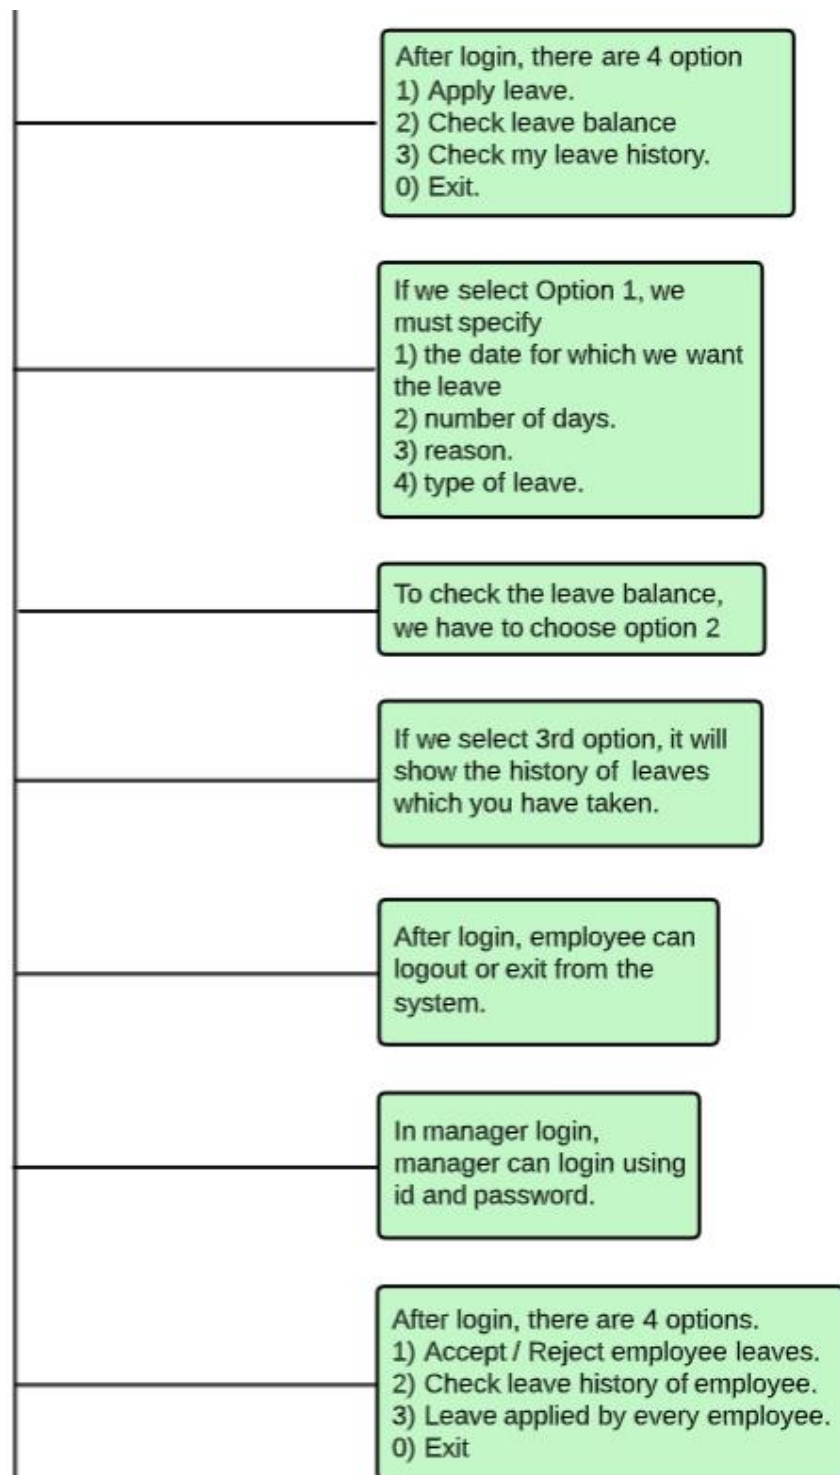 After login, there are 4 option
1) Apply leave.
2) Check leave balance
3) Check my leave history.
0) Exit.
If we select Option 1, we
must specify
1) the date for which we want
the leave
2) number of days.
3) reason.
4) type of leave.
To check the leave balance,
we have to choose option 2
If we select 3rd option, it will
show the history of leaves
which you have taken.
After login, employee can
logout or exit from the
system.
In manager login,
manager can login using
id and password.
After login, there are 4 options.
1) Accept / Reject employee leaves.
2) Check leave history of employee.
3) Leave applied by every employee.
0) Exit